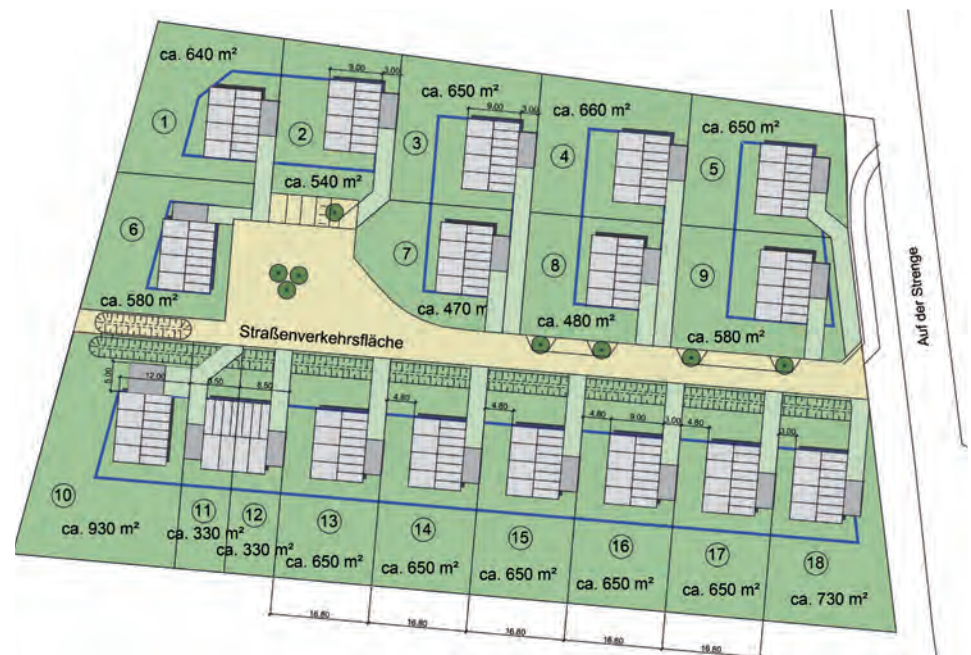 ca. 640 m²
9.00
3.00
ca. 650 m²
9.00
3.00
ca. 660 m²
ca. 650 m²
1
2
3
4
5
ca. 540 m²
6
7
8
9
ca. 580 m²
ca. 470 m
ca. 480 m²
ca. 580 m²
Straßenverkehrsfläche
Auf der Strenge
5.00
12.00
8.50
4.80
4.80
4.80
9.00
3.00
4.80
3.00
10
11
12
13
14
15
16
17
18
ca. 930 m²
ca. 330 m²
ca. 330 m²
ca. 650 m²
ca. 650 m²
ca. 650 m²
ca. 650 m²
ca. 650 m²
ca. 730 m²
16.80
16.80
16.80
16.80
16.80